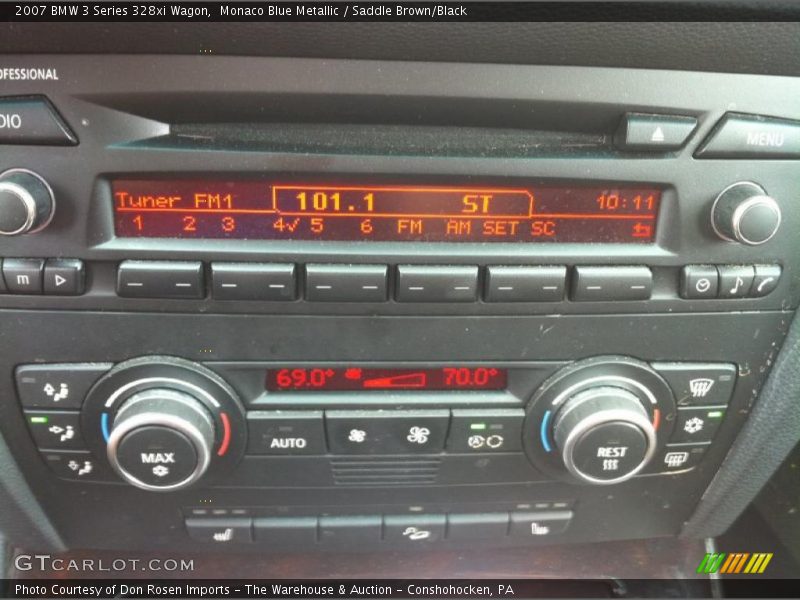 2007 BMW 3 Series 328xi Wagon,  Monaco Blue Metallic / Saddle Brown/Black
OFESSIONAL
DIO
MENU
Tuner FM1 101.1 ST 10:11
1 2 3 4✓ 5 6 FM AM SET SC
m
69.0° 70.0°
AUTO
MAX
REST
A
GTCARLOT.COM
Photo Courtesy of Don Rosen Imports – The Warehouse & Auction – Conshohocken, PA